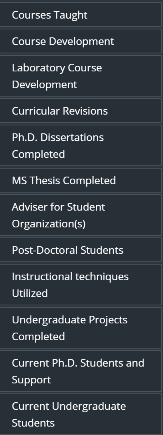 Courses Taught
Course Development
Laboratory Course
Development
Curricular Revisions
Ph.D. Dissertations
Completed
MS Thesis Completed
Adviser for Student
Organization(s)
Post-Doctoral Students
Instructional techniques
Utilized
Undergraduate Projects
Completed
Current Ph.D. Students and
Support
Current Undergraduate
Students